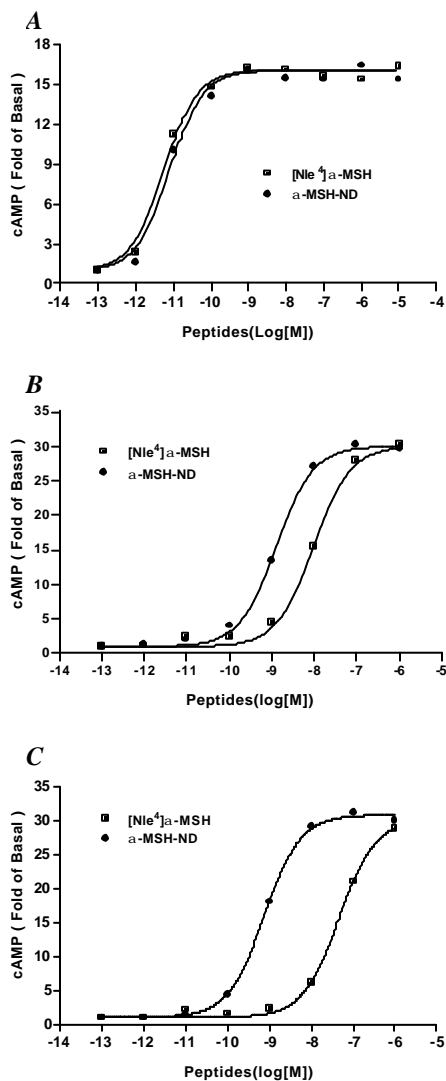 A
18
15
12
9
6
3
0
cAMP ( Fold of Basal )
[Nle4]a-MSH
a-MSH-ND
-14 -13 -12 -11 -10 -9 -8 -7 -6 -5 -4
Peptides(Log[M])
B
35
30
25
20
15
10
5
0
cAMP ( Fold of Basal )
[Nle4]a-MSH
a-MSH-ND
-14 -13 -12 -11 -10 -9 -8 -7 -6 -5
Peptides(log[M])
C
35
30
25
20
15
10
5
0
cAMP ( Fold of Basal )
[Nle4]a-MSH
a-MSH-ND
-14 -13 -12 -11 -10 -9 -8 -7 -6 -5
Peptides(log[M])